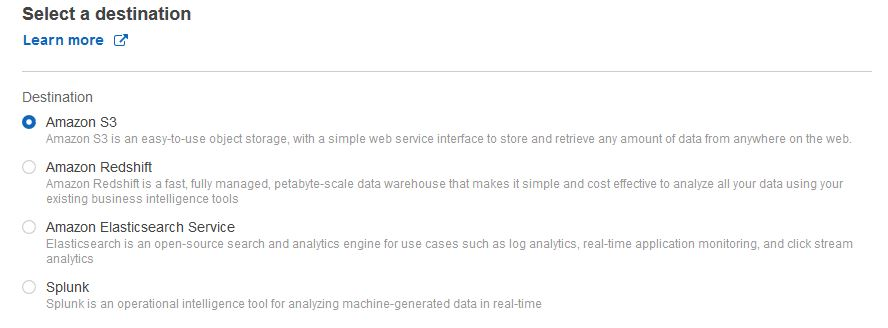 Select a destination
Learn more
Destination
Amazon S3
Amazon S3 is an easy-to-use object storage, with a simple web service interface to store and retrieve any amount of data from anywhere on the web.
Amazon Redshift
Amazon Redshift is a fast, fully managed, petabyte-scale data warehouse that makes it simple and cost effective to analyze all your data using your
existing business intelligence tools
Amazon Elasticsearch Service
Elasticsearch is an open-source search and analytics engine for use cases such as log analytics, real-time application monitoring, and click stream
analytics
Splunk
Splunk is an operational intelligence tool for analyzing machine-generated data in real-time